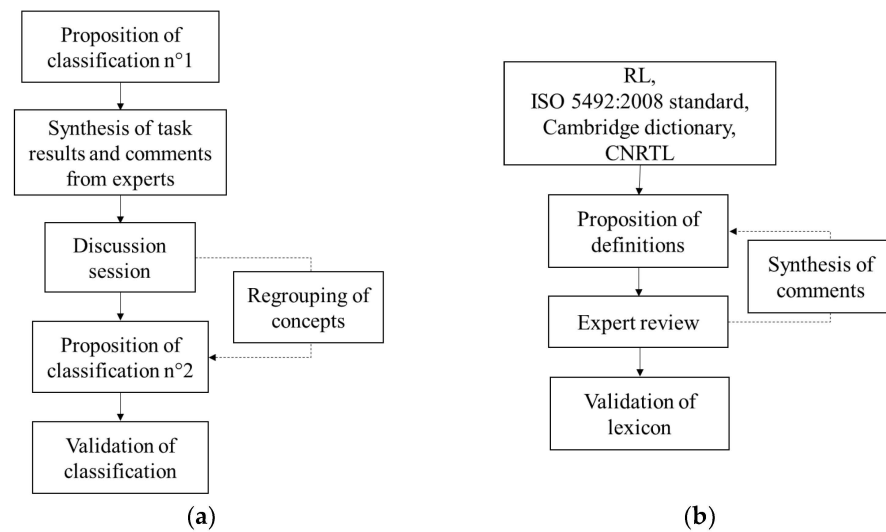 Proposition of
classification n°1
Synthesis of task
results and comments
from experts
Discussion
session
Regrouping of
concepts
Proposition of
classification n°2
Validation of
classification
(a)
RL,
ISO 5492:2008 standard,
Cambridge dictionary,
CNRTL
Proposition of
definitions
Synthesis of
comments
Expert review
Validation of
lexicon
(b)